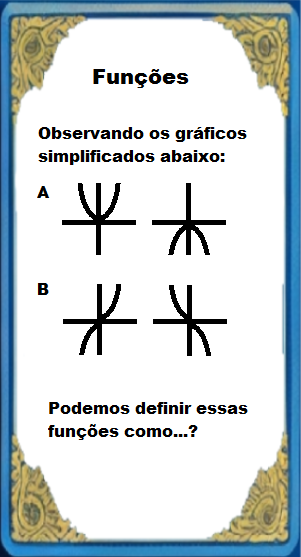 Funções
Observando os gráficos
simplificados abaixo:
A
B
Podemos definir essas
funções como...?